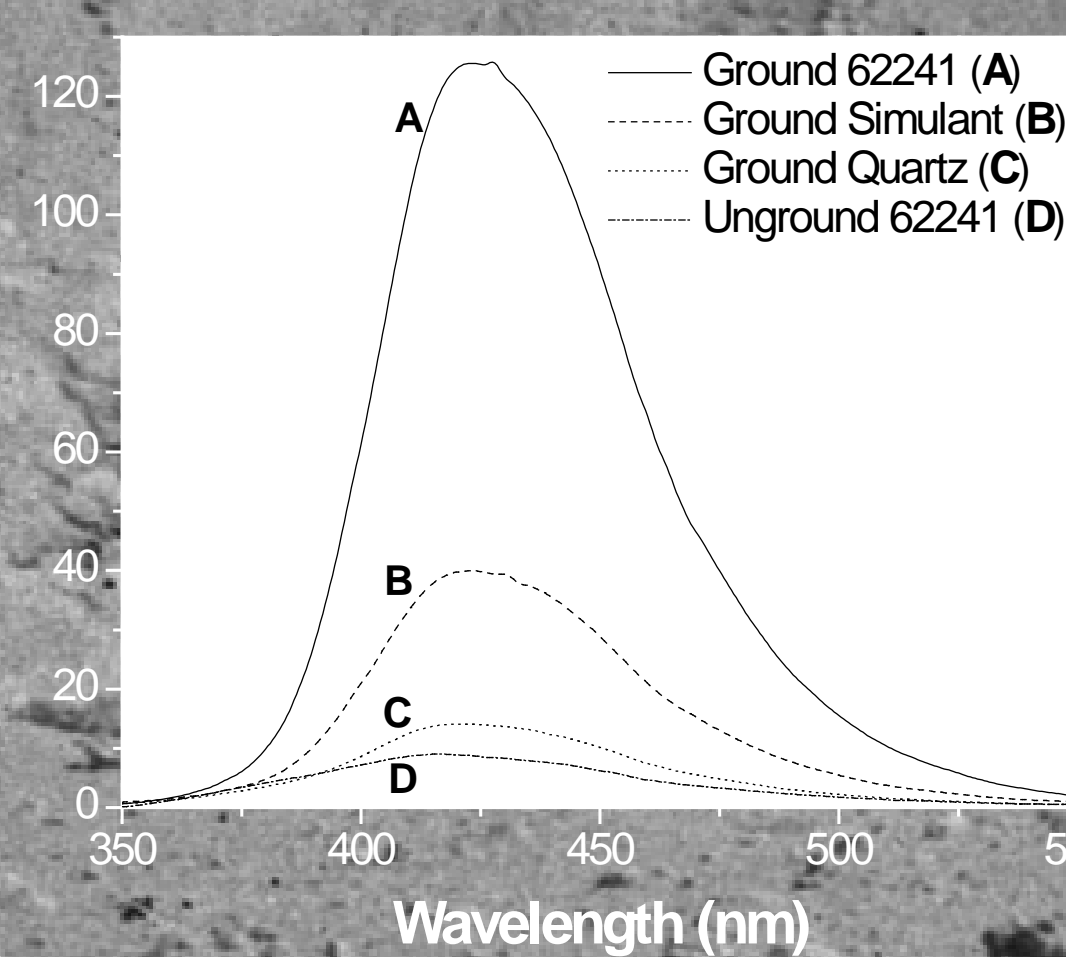 120
100
80
60
40
20
0
350 400 450 500 5
Wavelength (nm)
Ground 62241 (A)
Ground Simulant (B)
Ground Quartz (C)
Unground 62241 (D)
A
B
C
D